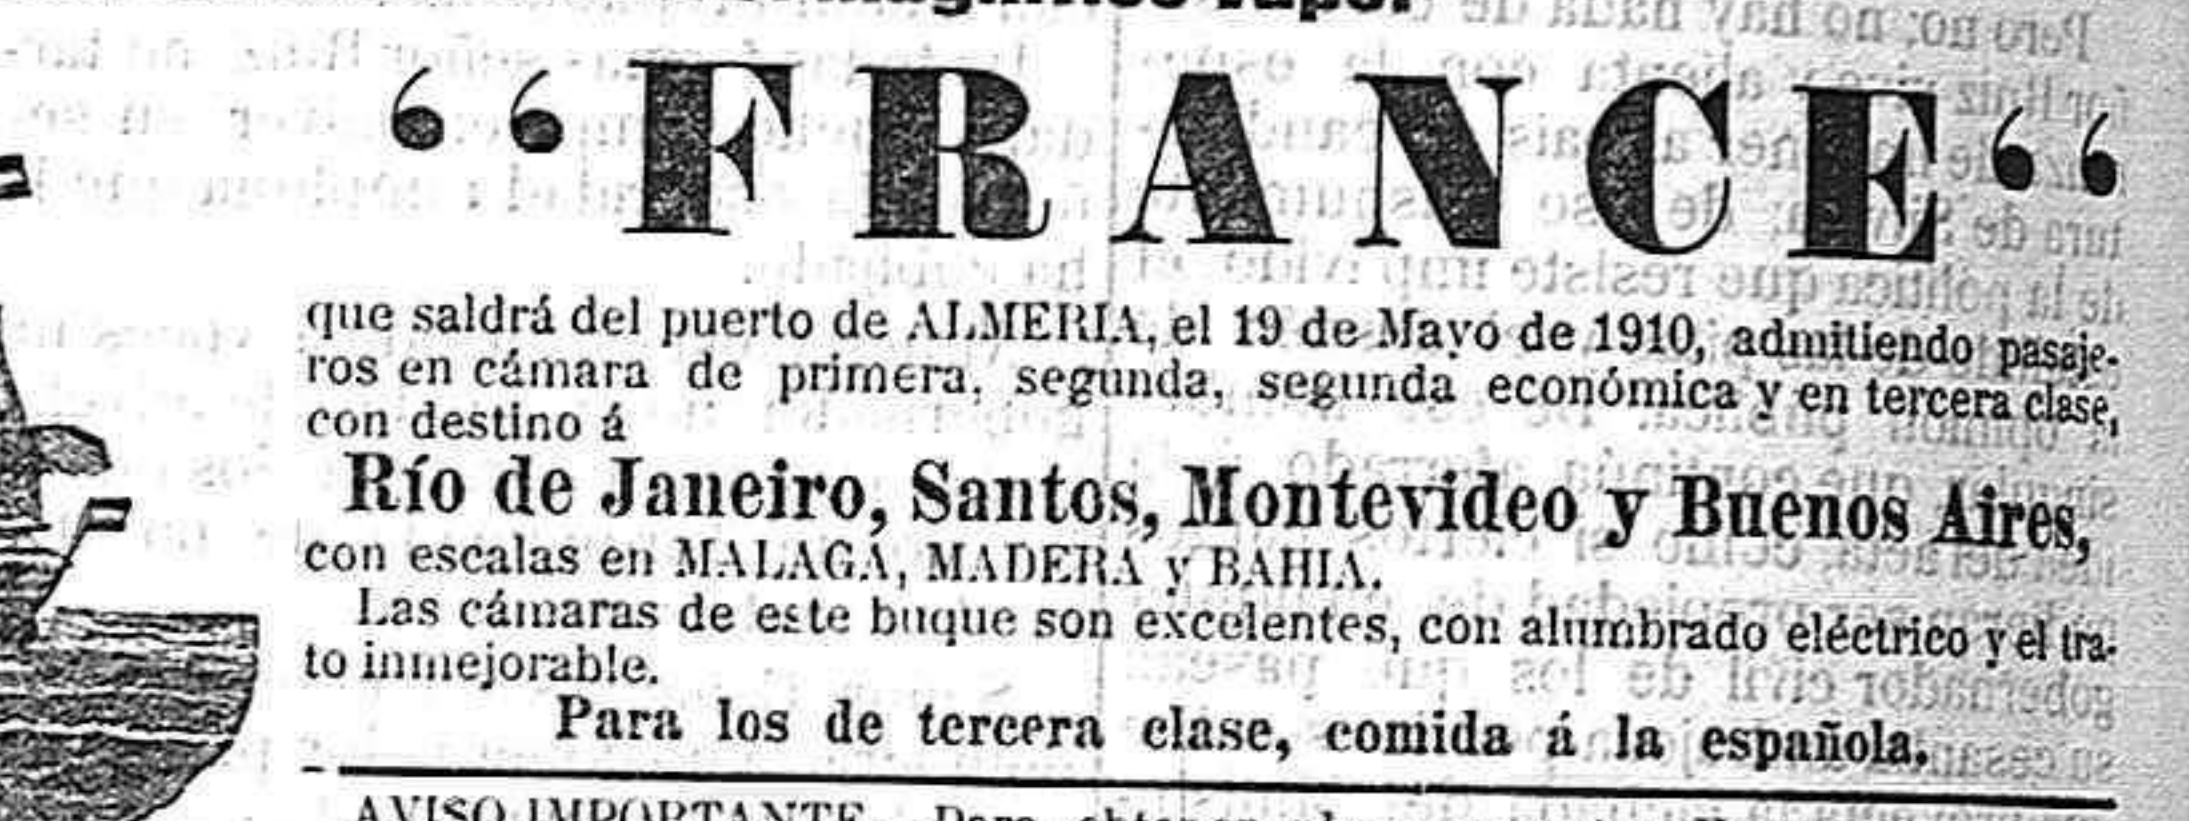 “FRANCE“
que saldrá del puerto de ALMERIA, el 19 de Mayo de 1910, admitiendo pasaje-
ros en cámara de primera, segunda, segunda económica y en tercera clase,
con destino á
Río de Janeiro, Santos, Montevideo y Buenos Aires,
con escalas en MALAGA, MADERA y BAHIA.
Las cámaras de este buque son excelentes, con alumbrado eléctrico y el tra-
to inmejorable.
Para los de tercera clase, comida á la española.
AVISO IMPORTANTE